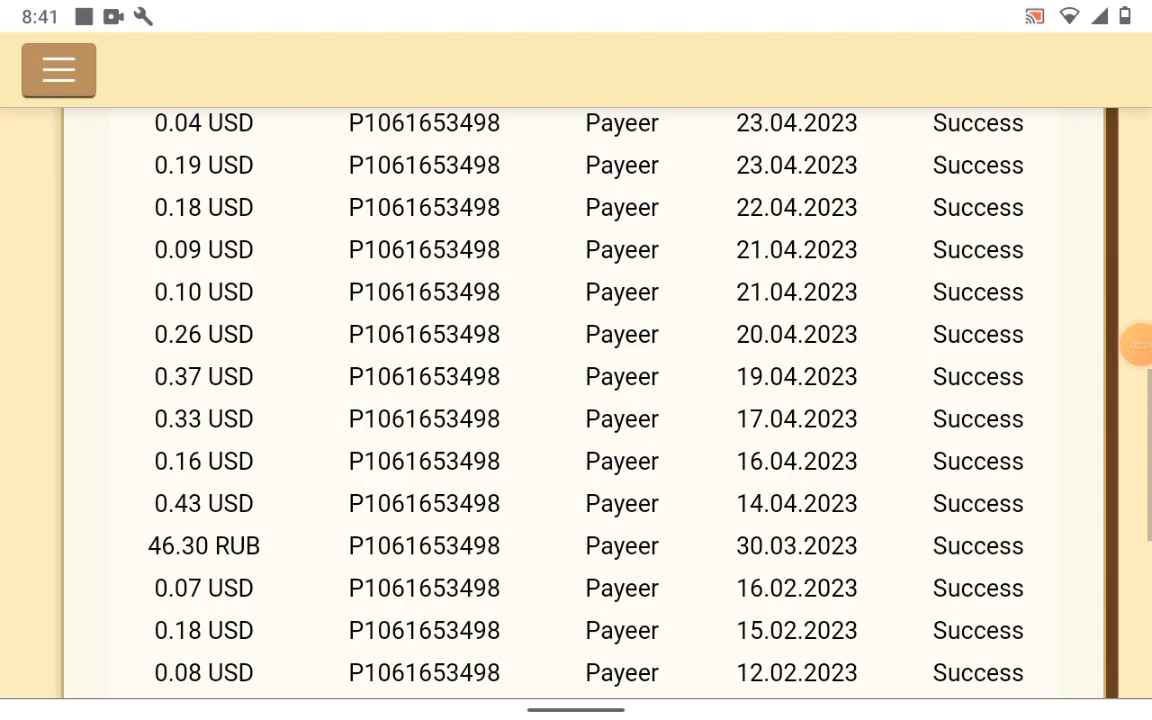 8:41
0.04 USD P1061653498 Payeer 23.04.2023 Success
0.19 USD P1061653498 Payeer 23.04.2023 Success
0.18 USD P1061653498 Payeer 22.04.2023 Success
0.09 USD P1061653498 Payeer 21.04.2023 Success
0.10 USD P1061653498 Payeer 21.04.2023 Success
0.26 USD P1061653498 Payeer 20.04.2023 Success
0.37 USD P1061653498 Payeer 19.04.2023 Success
0.33 USD P1061653498 Payeer 17.04.2023 Success
0.16 USD P1061653498 Payeer 16.04.2023 Success
0.43 USD P1061653498 Payeer 14.04.2023 Success
46.30 RUB P1061653498 Payeer 30.03.2023 Success
0.07 USD P1061653498 Payeer 16.02.2023 Success
0.18 USD P1061653498 Payeer 15.02.2023 Success
0.08 USD P1061653498 Payeer 12.02.2023 Success